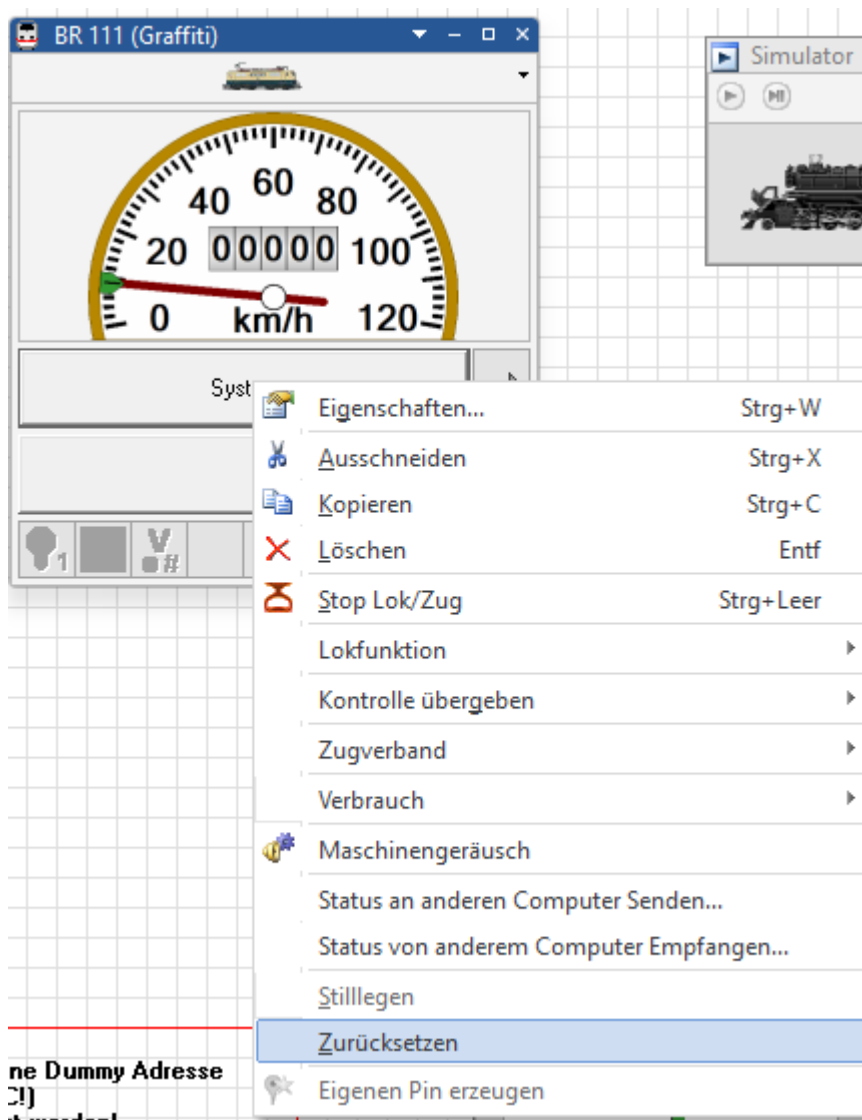 BR 111 (Graffiti)
Simulator
0 20 40 60 80 100 120
00000
km/h
Syst
Eigenschaften... Strg+W
Ausschneiden Strg+X
Kopieren Strg+C
Löschen Entf
Stop Lok/Zug Strg+Leer
Lokfunktion
Kontrolle übergeben
Zugverband
Verbrauch
Maschinengeräusch
Status an anderen Computer Senden...
Status von anderem Computer Empfangen...
Stilllegen
Zurücksetzen
Eigenen Pin erzeugen
1
V
#
ne Dummy Adresse
C!)